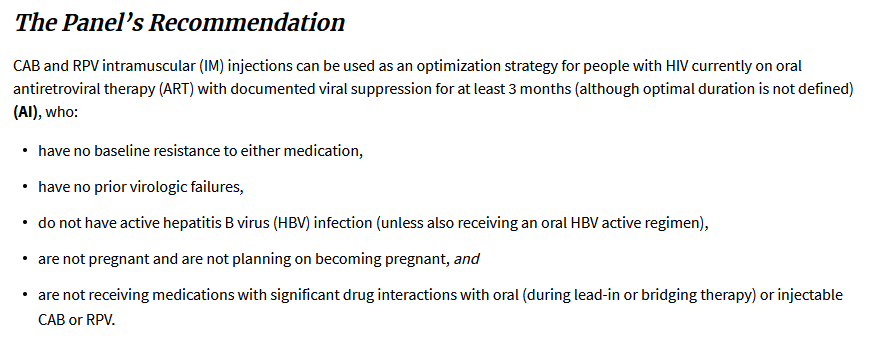 The Panel’s Recommendation
CAB and RPV intramuscular (IM) injections can be used as an optimization strategy for people with HIV currently on oral
antiretroviral therapy (ART) with documented viral suppression for at least 3 months (although optimal duration is not defined)
(AI), who:
• have no baseline resistance to either medication,
• have no prior virologic failures,
• do not have active hepatitis B virus (HBV) infection (unless also receiving an oral HBV active regimen),
• are not pregnant and are not planning on becoming pregnant, and
• are not receiving medications with significant drug interactions with oral (during lead-in or bridging therapy) or injectable
CAB or RPV.